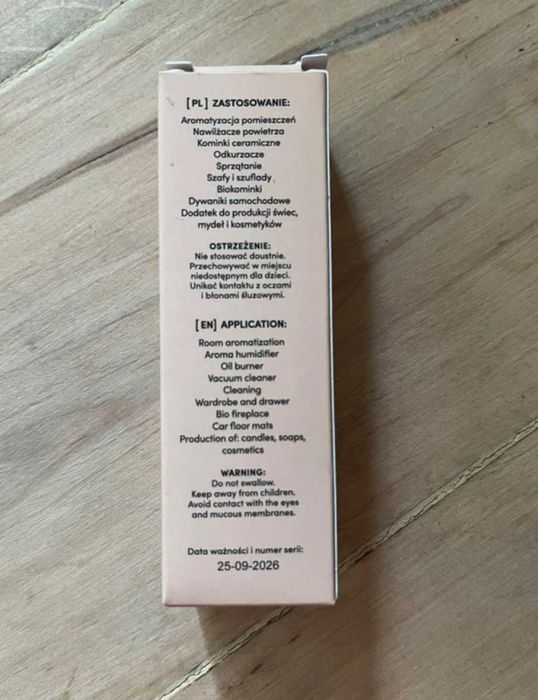 [PL] ZASTOSOWANIE:
Aromatyzacja pomieszczeń
Nawilżacze powietrza
Kominki ceramiczne
Odkurzacze
Sprzątanie
Szafy i szuflady
Biokominki
Dywaniki samochodowe
Dodatek do produkcji świec,
mydeł i kosmetyków
OSTRZEŻENIE:
Nie stosować doustnie.
Przechowywać w miejscu
niedostępnym dla dzieci.
Unikać kontaktu z oczami
i błonami śluzowymi.
[EN] APPLICATION:
Room aromatization
Aroma humidifier
Oil burner
Vacuum cleaner
Cleaning
Wardrobe and drawer
Bio fireplace
Car floor mats
Production of: candles, soaps,
cosmetics
WARNING:
Do not swallow.
Keep away from children.
Avoid contact with the eyes
and mucous membranes.
Data ważności i numer serii:
25-09-2026